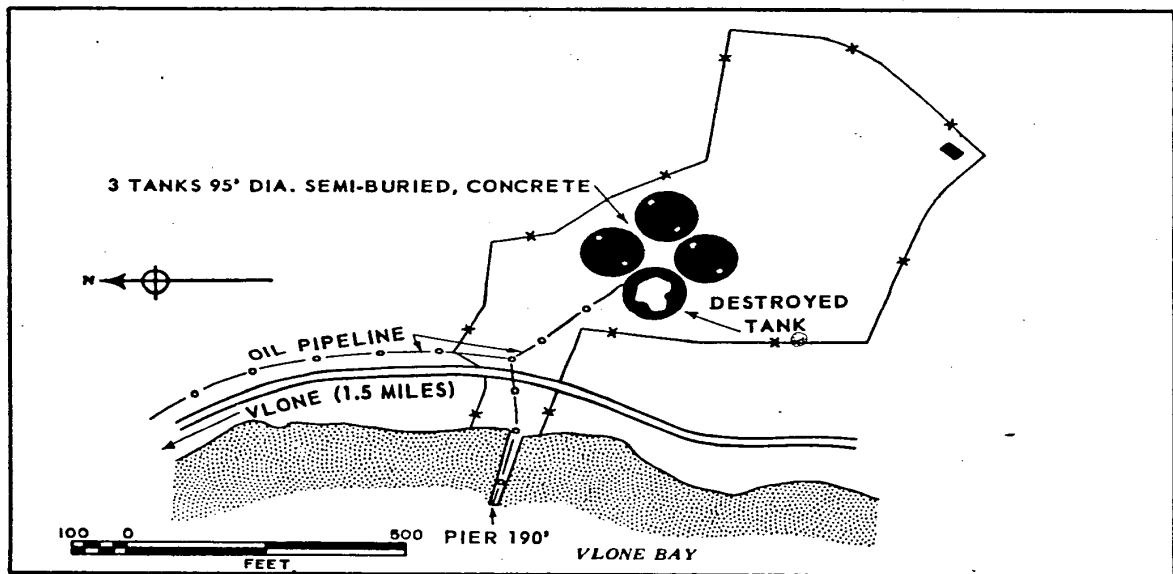 3 TANKS 95' DIA. SEMI-BURIED, CONCRETE
N
DESTROYED
TANK
OIL PIPELINE
VLONE (1.5 MILES)
100 0 500
FEET
PIER 190'
VLONE BAY